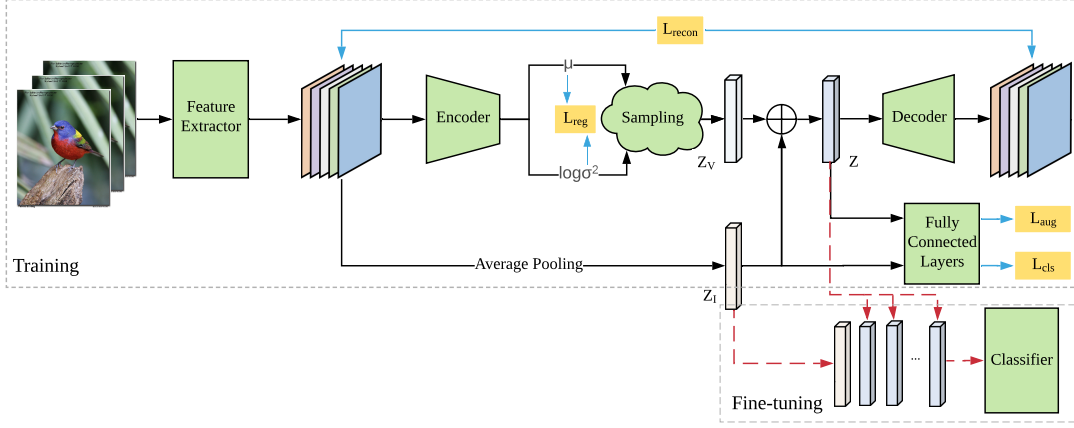 L_recon
Feature
Extractor
Encoder
μ
L_reg
logσ²
Sampling
Z_V
Z
Decoder
Fully
Connected
Layers
L_aug
L_cls
Training
Average Pooling
Z_I
...
Classifier
Fine-tuning